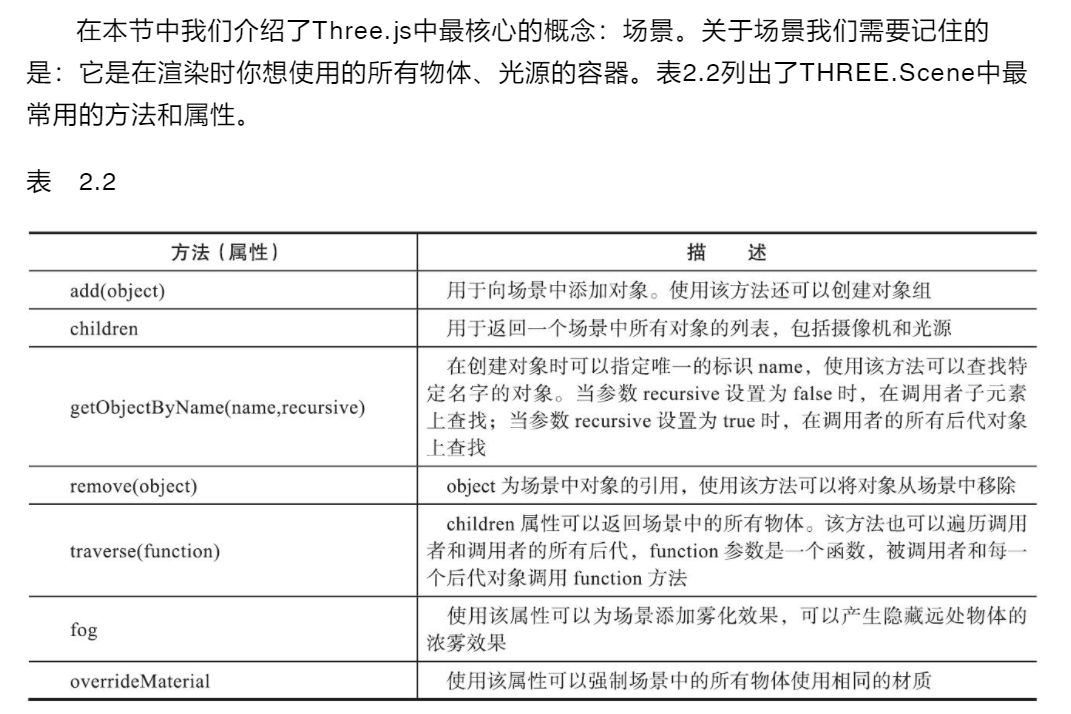 在本节中我们介绍了Three.js中最核心的概念：场景。关于场景我们需要记住的
是：它是在渲染时你想使用的所有物体、光源的容器。表2.2列出了THREE.Scene中最
常用的方法和属性。
表 2.2
方法（属性） 描 述
add(object) 用于向场景中添加对象。使用该方法还可以创建对象组
children 用于返回一个场景中所有对象的列表，包括摄像机和光源
getObjectByName(name,recursive) 在创建对象时可以指定唯一的标识 name，使用该方法可以查找特
定名字的对象。当参数 recursive 设置为 false 时，在调用者子元素
上查找；当参数 recursive 设置为 true 时，在调用者的所有后代对象
上查找
remove(object) object 为场景中对象的引用，使用该方法可以将对象从场景中移除
traverse(function) children 属性可以返回场景中的所有物体。该方法也可以遍历调用
者和调用者的所有后代，function 参数是一个函数，被调用者和每一
个后代对象调用 function 方法
fog 使用该属性可以为场景添加雾化效果，可以产生隐藏远处物体的
浓雾效果
overrideMaterial 使用该属性可以强制场景中的所有物体使用相同的材质